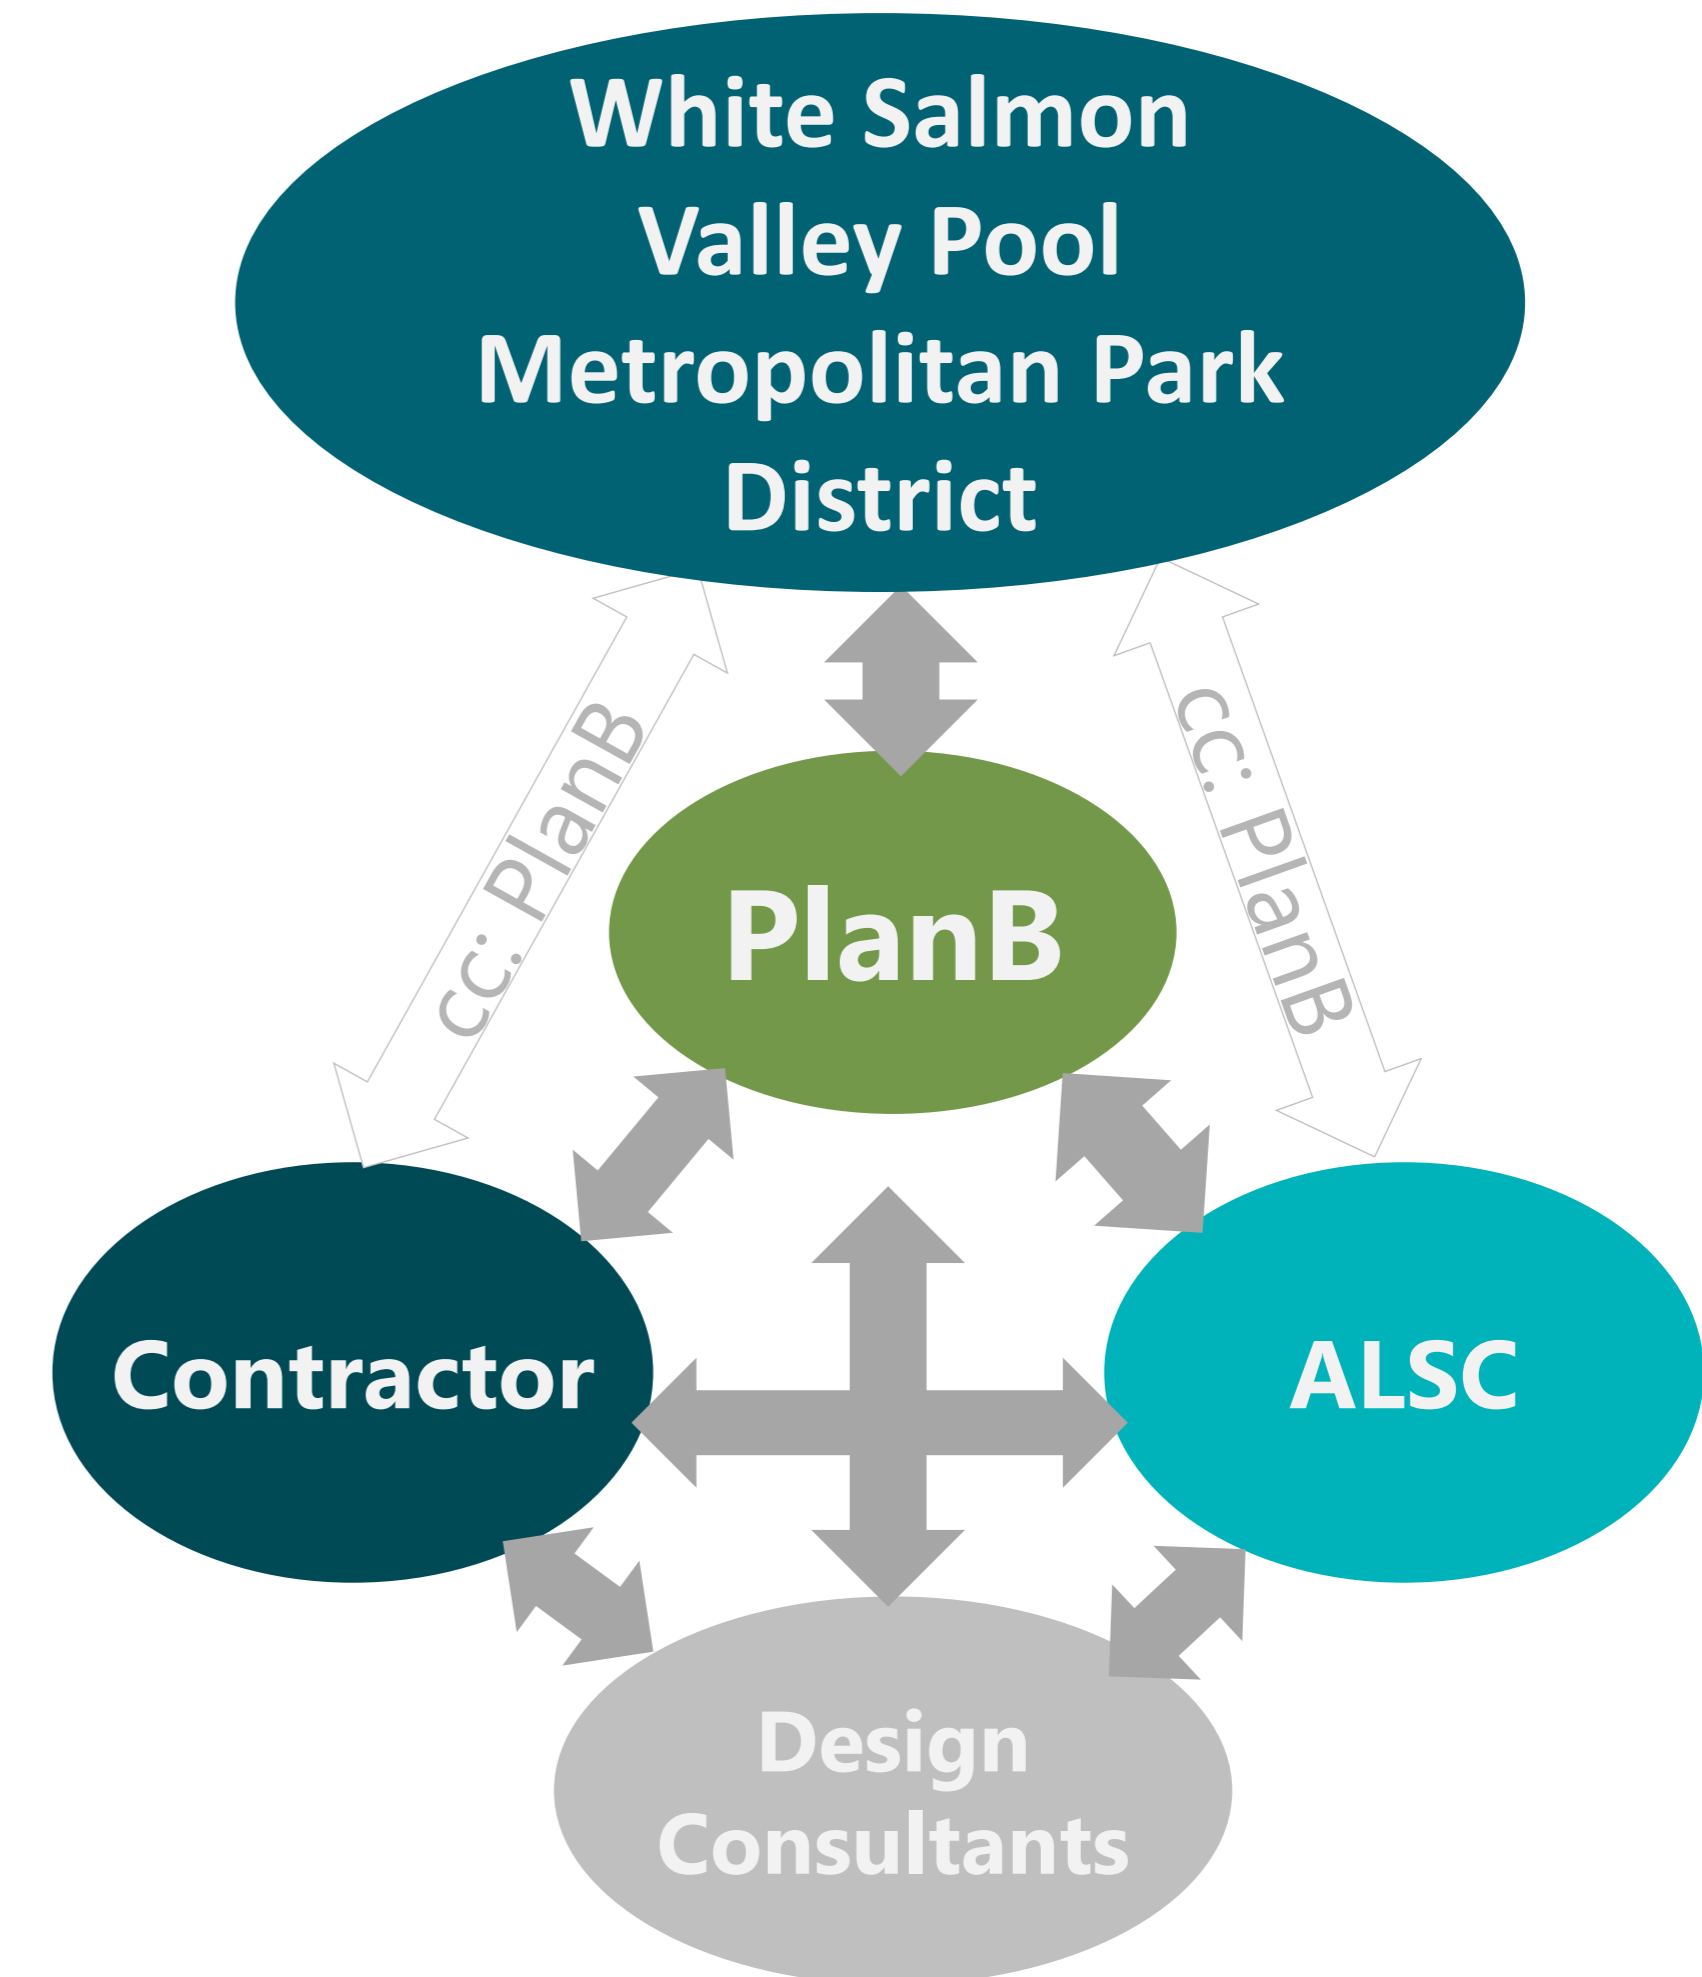 White Salmon
Valley Pool
Metropolitan Park
District
cc: PlanB
cc: PlanB
PlanB
Contractor
ALSC
Design
Consultants